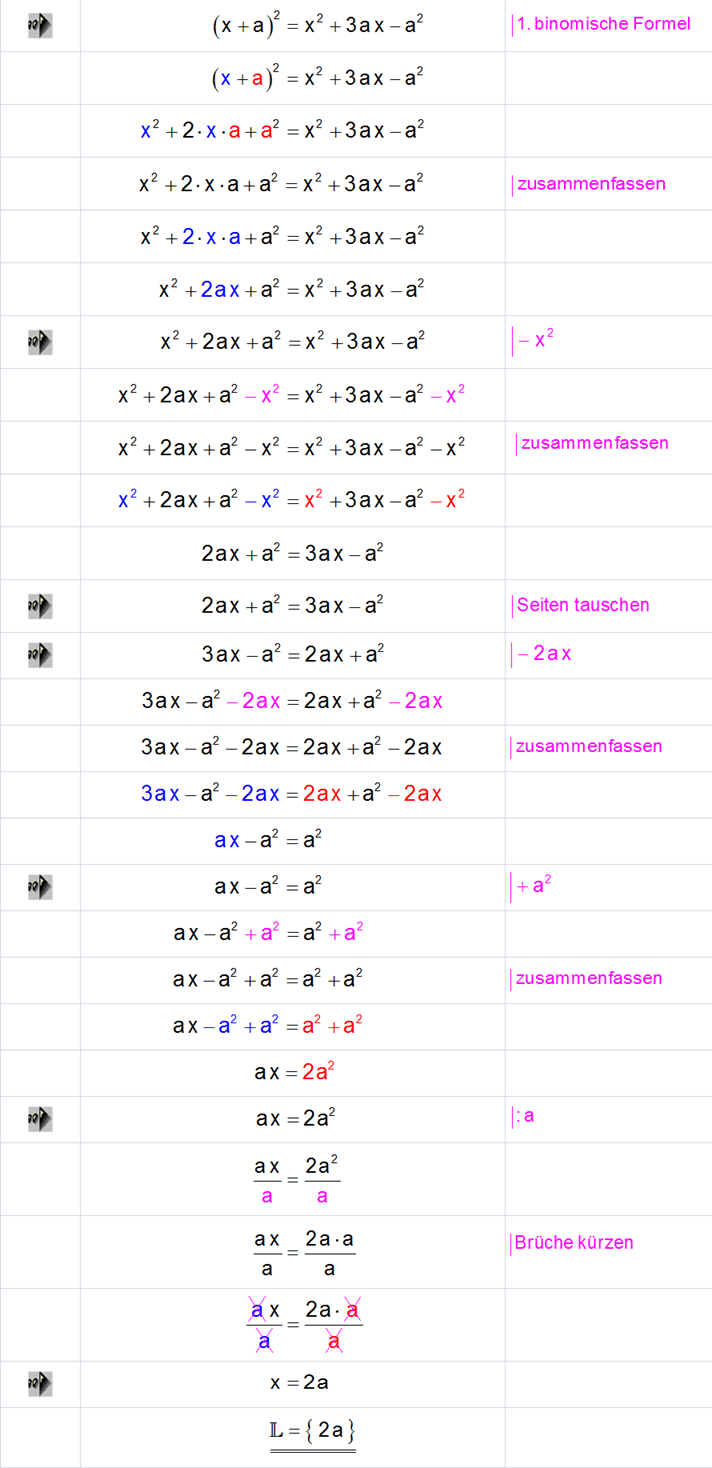 (x + a)² = x² + 3ax − a² | 1. binomische Formel
(x + a)² = x² + 3ax − a²
x² + 2 · x · a + a² = x² + 3ax − a²
x² + 2 · x · a + a² = x² + 3ax − a² | zusammenfassen
x² + 2 · x · a + a² = x² + 3ax − a²
x² + 2ax + a² = x² + 3ax − a²
x² + 2ax + a² = x² + 3ax − a² | − x²
x² + 2ax + a² − x² = x² + 3ax − a² − x²
x² + 2ax + a² − x² = x² + 3ax − a² − x² | zusammenfassen
x² + 2ax + a² − x² = x² + 3ax − a² − x²
2ax + a² = 3ax − a²
2ax + a² = 3ax − a² | Seiten tauschen
3ax − a² = 2ax + a² | − 2ax
3ax − a² − 2ax = 2ax + a² − 2ax
3ax − a² − 2ax = 2ax + a² − 2ax | zusammenfassen
3ax − a² − 2ax = 2ax + a² − 2ax
ax − a² = a²
ax − a² = a² | + a²
ax − a² + a² = a² + a²
ax − a² + a² = a² + a² | zusammenfassen
ax − a² + a² = a² + a²
ax = 2a²
ax = 2a² | : a
ax/a = 2a²/a
ax/a = 2a · a/a | Brüche kürzen
ax/a = 2a · a/a
x = 2a
𝕃 = { 2a }